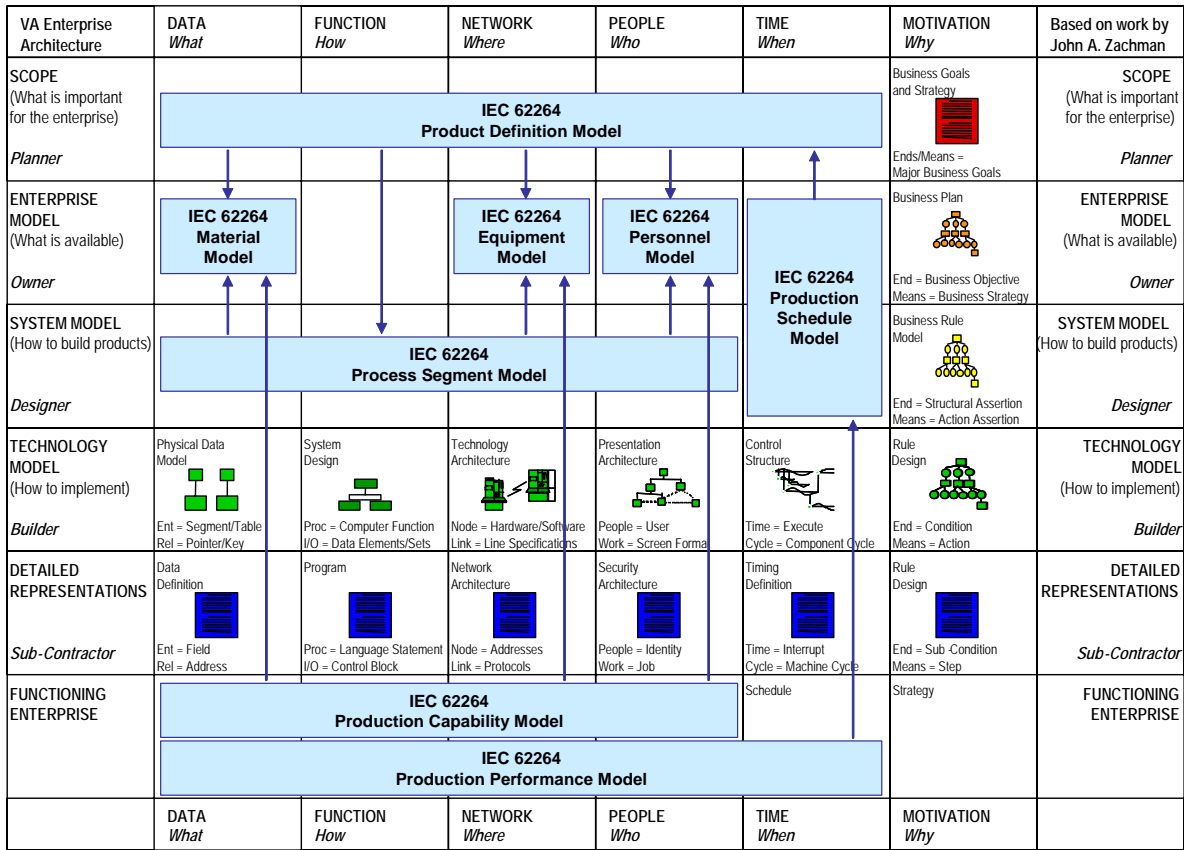 VA Enterprise
Architecture
DATA
What
FUNCTION
How
NETWORK
Where
PEOPLE
Who
TIME
When
MOTIVATION
Why
Based on work by
John A. Zachman
SCOPE
(What is important
for the enterprise)
Planner
IEC 62264
Product Definition Model
Business Goals
and Strategy
Ends/Means =
Major Business Goals
SCOPE
(What is important
for the enterprise)
Planner
ENTERPRISE
MODEL
(What is available)
Owner
IEC 62264
Material
Model
IEC 62264
Equipment
Model
IEC 62264
Personnel
Model
IEC 62264
Production
Schedule
Model
Business Plan
End = Business Objective
Means = Business Strategy
ENTERPRISE
MODEL
(What is available)
Owner
SYSTEM MODEL
(How to build products)
Designer
IEC 62264
Process Segment Model
Business Rule
Model
End = Structural Assertion
Means = Action Assertion
SYSTEM MODEL
(How to build products)
Designer
TECHNOLOGY
MODEL
(How to implement)
Builder
Physical Data
Model
Ent = Segment/Table
Rel = Pointer/Key
System
Design
Proc = Computer Function
I/O = Data Elements/Sets
Technology
Architecture
Node = Hardware/Software
Link = Line Specifications
Presentation
Architecture
People = User
Work = Screen Format
Control
Structure
Time = Execute
Cycle = Component Cycle
Rule
Design
End = Condition
Means = Action
TECHNOLOGY
MODEL
(How to implement)
Builder
DETAILED
REPRESENTATIONS
Sub-Contractor
Data
Definition
Ent = Field
Rel = Address
Program
Proc = Language Statement
I/O = Control Block
Network
Architecture
Node = Addresses
Link = Protocols
Security
Architecture
People = Identity
Work = Job
Timing
Definition
Time = Interrupt
Cycle = Machine Cycle
Rule
Design
End = Sub-Condition
Means = Step
DETAILED
REPRESENTATIONS
Sub-Contractor
FUNCTIONING
ENTERPRISE
IEC 62264
Production Capability Model
IEC 62264
Production Performance Model
Schedule
Strategy
FUNCTIONING
ENTERPRISE
DATA
What
FUNCTION
How
NETWORK
Where
PEOPLE
Who
TIME
When
MOTIVATION
Why